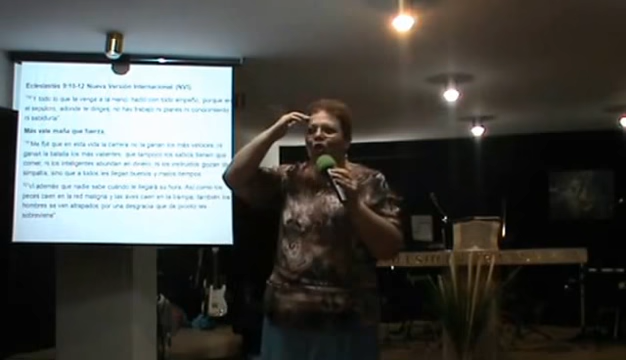 Eclesiastés 9:10-12 Nueva Versión Internacional (NVI)
10 Y todo lo que te venga a la mano, hazlo con todo empeño; porque en
el sepulcro, adonde te diriges, no hay trabajo ni planes ni conocimiento
ni sabiduría
Más vale maña que fuerza.
11 Me fijé que en esta vida la carrera no la ganan los más veloces, ni
ganan la batalla los más valientes; que tampoco los sabios tienen que
comer, ni los inteligentes abundan en dinero, ni los instruidos gozan de
simpatía, sino que a todos les llegan buenos y malos tiempos.
12 Vi además que nadie sabe cuándo le llegará su hora. Así como los
peces caen en la red maligna y las aves caen en la trampa, también los
hombres se ven atrapados por una desgracia que de pronto les
sobreviene